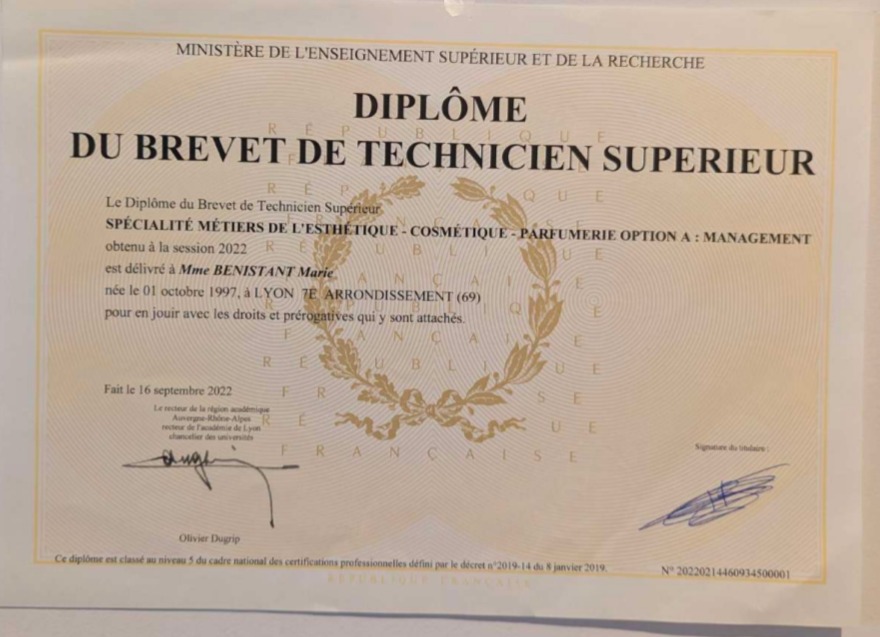 MINISTÈRE DE L'ENSEIGNEMENT SUPÉRIEUR ET DE LA RECHERCHE
DIPLÔME
DU BREVET DE TECHNICIEN SUPERIEUR
Le Diplôme du Brevet de Technicien Supérieur
SPÉCIALITÉ MÉTIERS DE L'ESTHÉTIQUE - COSMÉTIQUE - PARFUMERIE OPTION A : MANAGEMENT
obtenu à la session 2022
est délivré à Mme BENISTANT Marie
née le 01 octobre 1997, à LYON 7E ARRONDISSEMENT (69)
pour en jouir avec les droits et prérogatives qui y sont attachés.
Fait le 16 septembre 2022
Le recteur de la région académique
Auvergne-Rhône-Alpes
recteur de l'académie de Lyon
chancelier des universités
Signature du titulaire :
Olivier Dugrip
Ce diplôme est classé au niveau 5 du cadre national des certifications professionnelles défini par le décret n°2019-14 du 8 janvier 2019.
N° 20220214460934500001
RÉPUBLIQUE FRANÇAISE